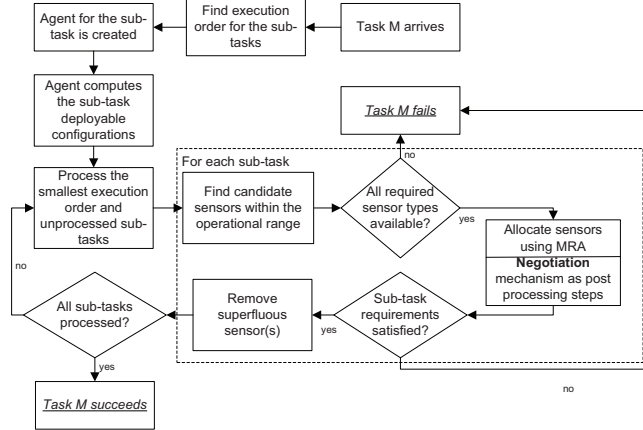 Agent for the sub-
task is created
Find execution
order for the sub-
tasks
Task M arrives
Agent computes
the sub-task
deployable
configurations
Task M fails
For each sub-task
no
Process the
smallest execution
order and
unprocessed sub-
tasks
Find candidate
sensors within the
operational range
All required
sensor types
available?
yes
Allocate sensors
using MRA
Negotiation
mechanism as post
processing steps
no
All sub-tasks
processed?
Remove
superfluous
sensor(s)
yes
Sub-task
requirements
satisfied?
yes
no
Task M succeeds